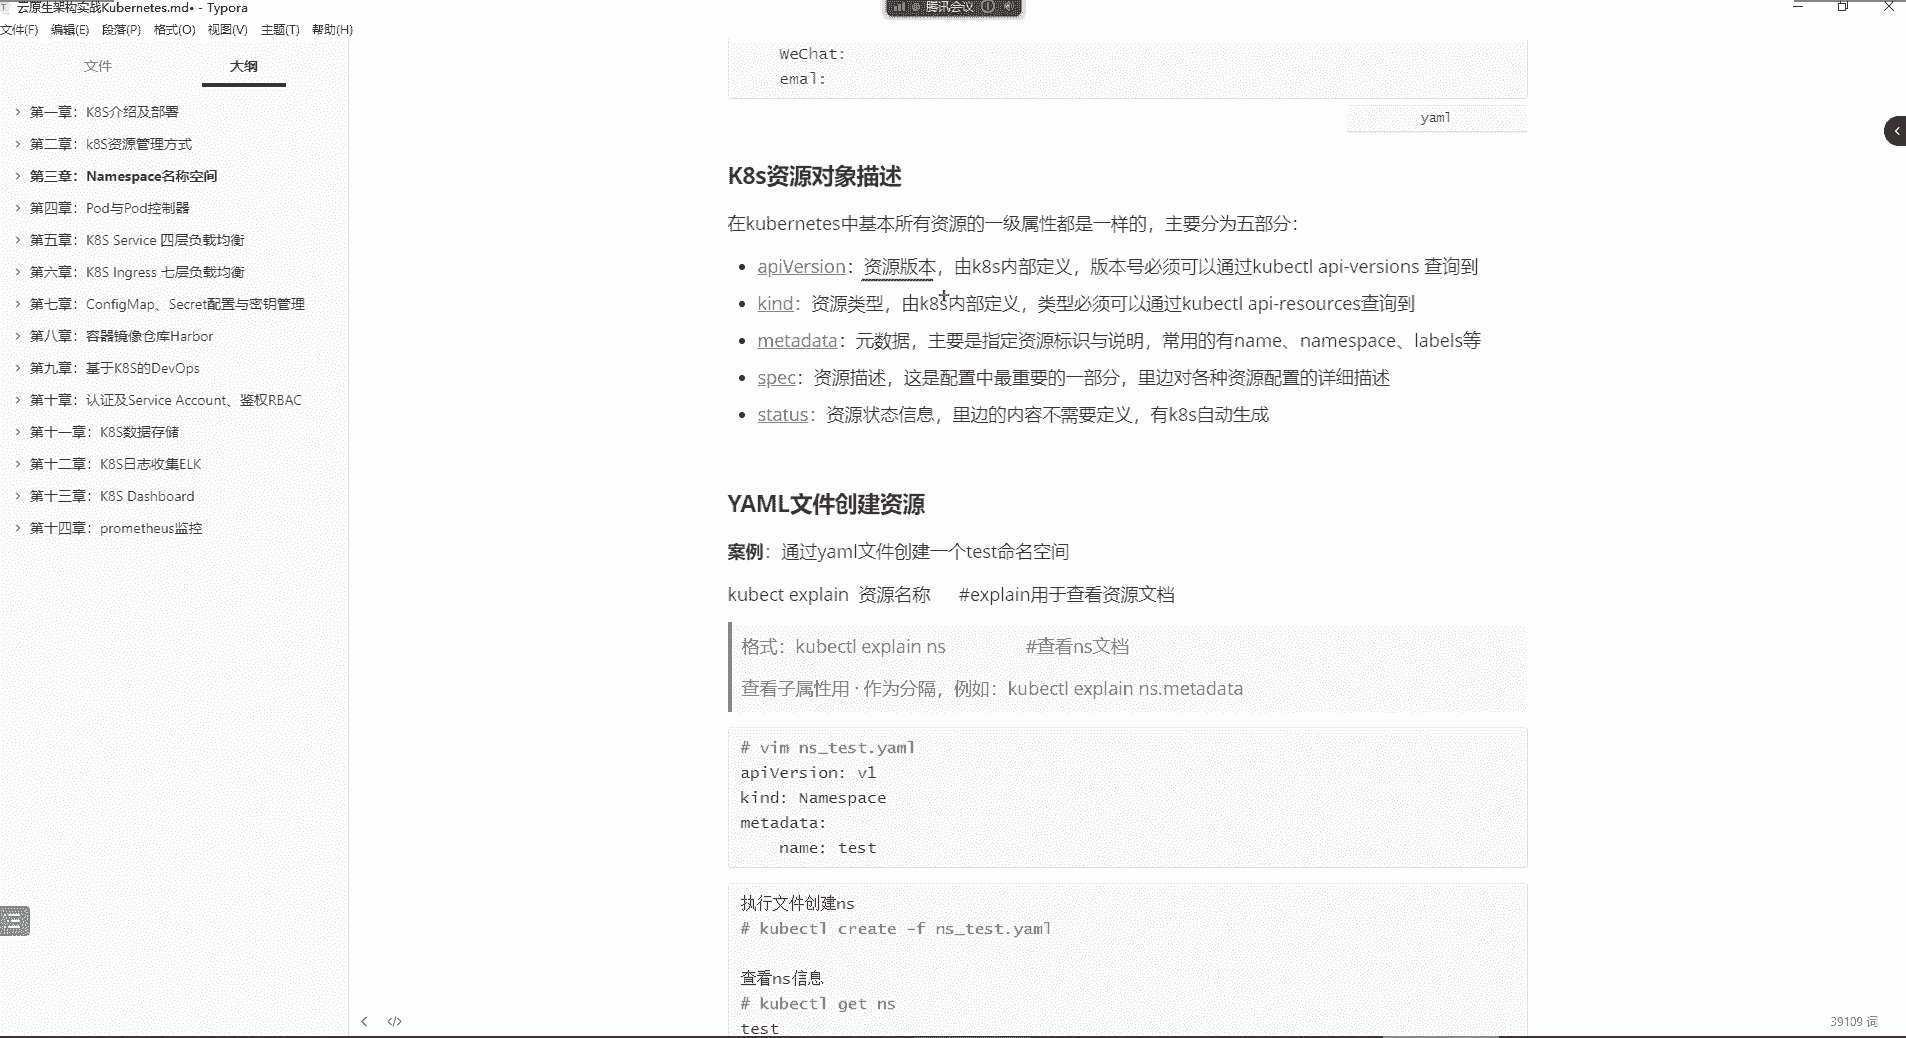 云原生架构实战Kubernetes.md• - Typora
腾讯会议
文件(F) 编辑(E) 段落(P) 格式(O) 视图(V) 主题(T) 帮助(H)
文件 大纲
第一章：K8S介绍及部署
第二章：k8S资源管理方式
第三章：Namespace名称空间
第四章：Pod与Pod控制器
第五章：K8S Service 四层负载均衡
第六章：K8S Ingress 七层负载均衡
第七章：ConfigMap、Secret配置与密钥管理
第八章：容器镜像仓库Harbor
第九章：基于K8S的DevOps
第十章：认证及Service Account、鉴权RBAC
第十一章：K8S数据存储
第十二章：K8S日志收集ELK
第十三章：K8S Dashboard
第十四章：prometheus监控
WeChat:
emal:
yaml
K8s资源对象描述
在kubernetes中基本所有资源的一级属性都是一样的，主要分为五部分：
apiVersion：资源版本，由k8s内部定义，版本号必须可以通过kubectl api-versions 查询到
kind：资源类型，由k8s内部定义，类型必须可以通过kubectl api-resources查询到
metadata：元数据，主要是指定资源标识与说明，常用的有name、namespace、labels等
spec：资源描述，这是配置中最重要的一部分，里边对各种资源配置的详细描述
status：资源状态信息，里边的内容不需要定义，有k8s自动生成
YAML文件创建资源
案例：通过yaml文件创建一个test命名空间
kubect explain 资源名称 #explain用于查看资源文档
格式：kubectl explain ns #查看ns文档
查看子属性用 · 作为分隔，例如：kubectl explain ns.metadata
# vim ns_test.yaml
apiVersion: v1
kind: Namespace
metadata:
name: test
执行文件创建ns
# kubectl create -f ns_test.yaml
查看ns信息
# kubectl get ns
test
39109 词